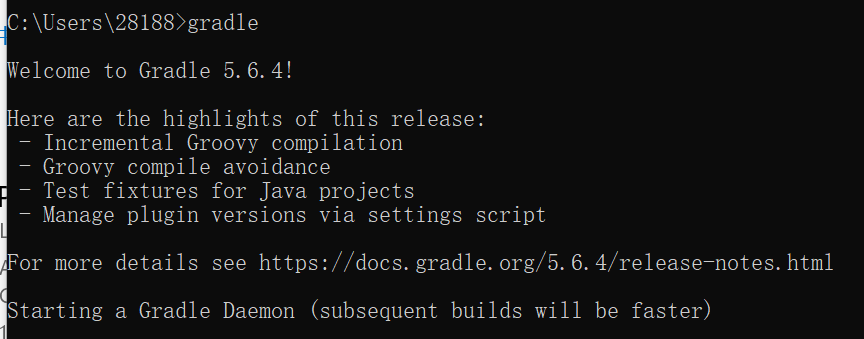 C:\Users\28188>gradle
Welcome to Gradle 5.6.4!
Here are the highlights of this release:
- Incremental Groovy compilation
- Groovy compile avoidance
- Test fixtures for Java projects
- Manage plugin versions via settings script
For more details see https://docs.gradle.org/5.6.4/release-notes.html
Starting a Gradle Daemon (subsequent builds will be faster)